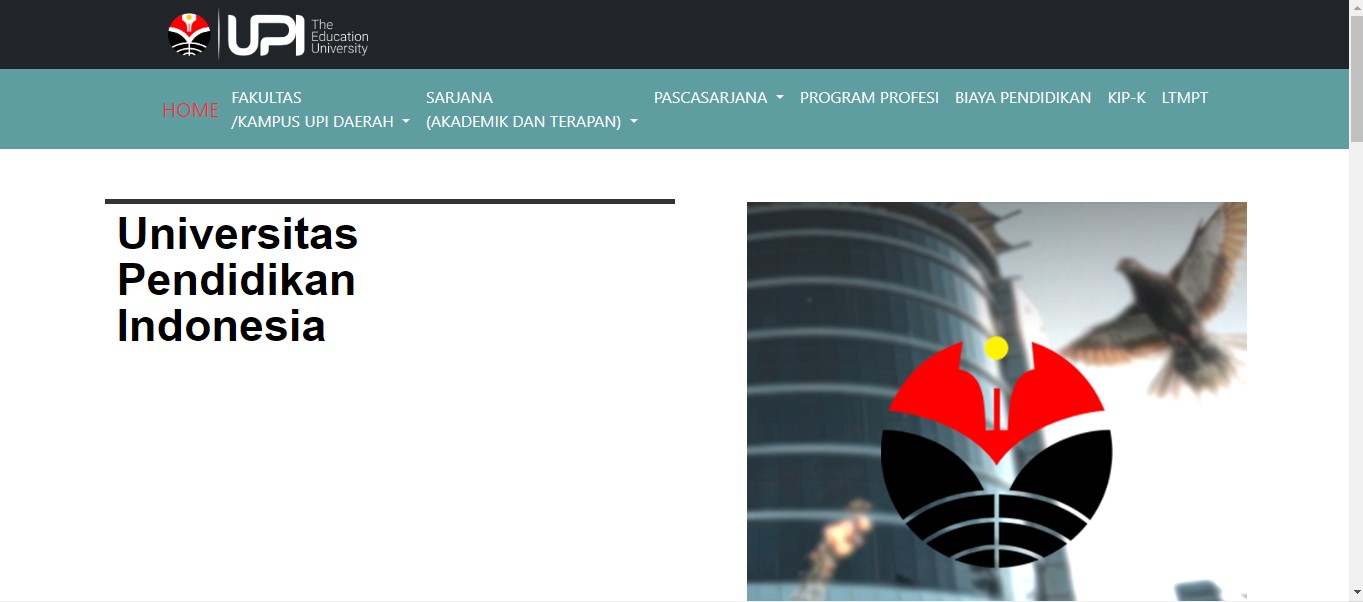 UPI
The
Education
University
HOME
FAKULTAS
/KAMPUS UPI DAERAH
SARJANA
(AKADEMIK DAN TERAPAN)
PASCASARJANA
PROGRAM PROFESI
BIAYA PENDIDIKAN
KIP-K
LTMPT
Universitas
Pendidikan
Indonesia